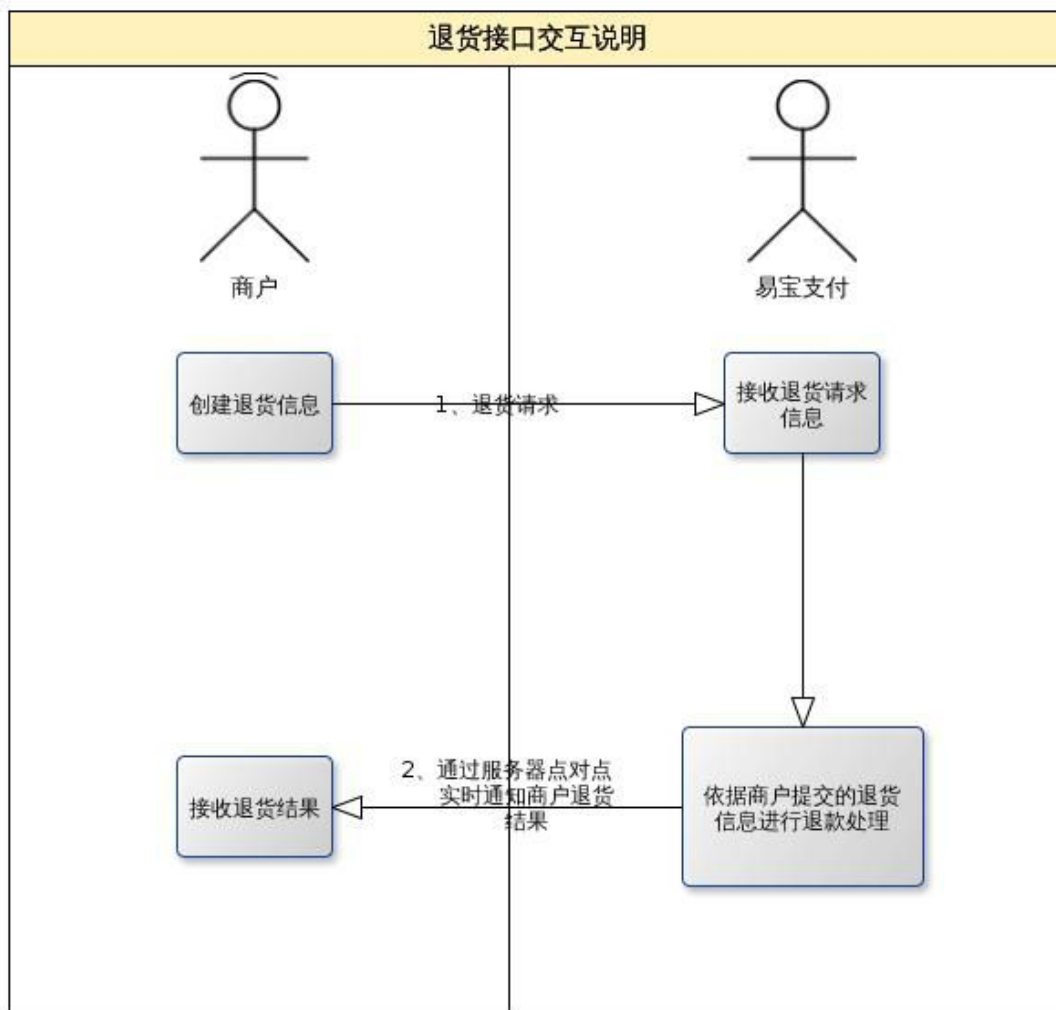 退货接口交互说明
商户
易宝支付
创建退货信息
1、退货请求
接收退货请求
信息
接收退货结果
2、通过服务器点对点
实时通知商户退货
结果
依据商户提交的退货
信息进行退款处理